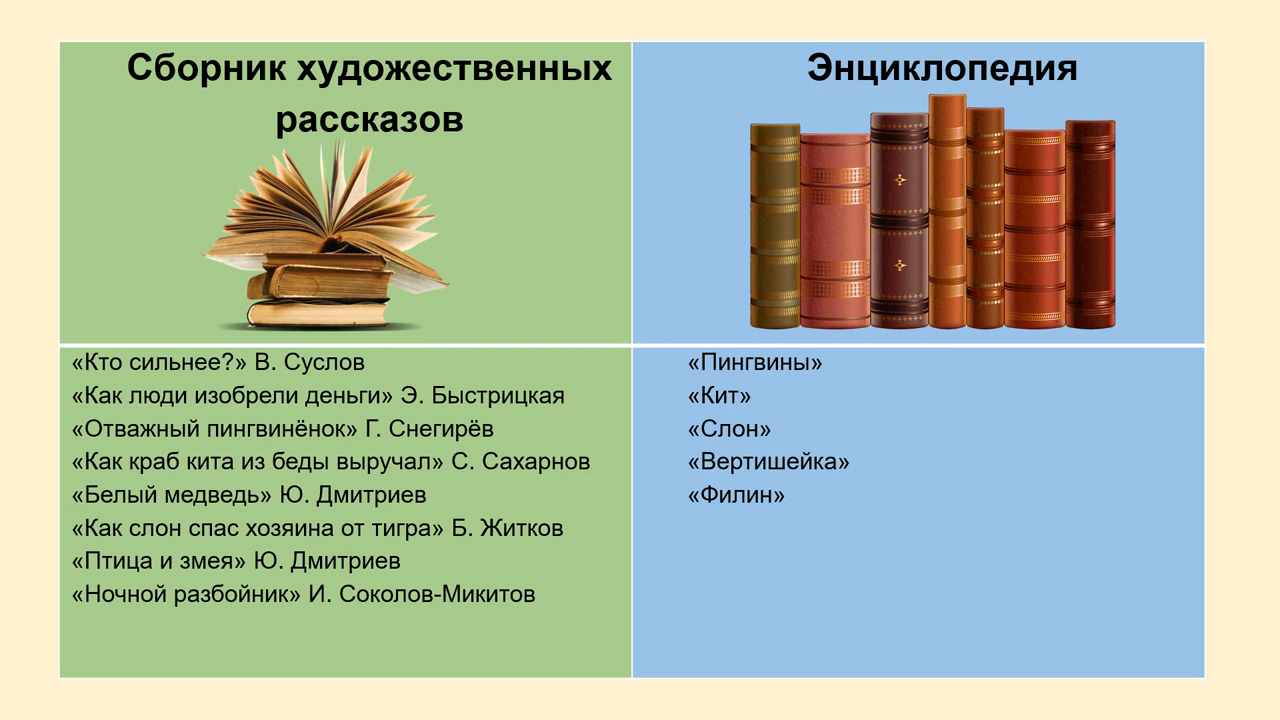 Сборник художественных
рассказов
Энциклопедия
«Кто сильнее?» В. Суслов
«Как люди изобрели деньги» Э. Быстрицкая
«Отважный пингвинёнок» Г. Снегирёв
«Как краб кита из беды выручал» С. Сахарнов
«Белый медведь» Ю. Дмитриев
«Как слон спас хозяина от тигра» Б. Житков
«Птица и змея» Ю. Дмитриев
«Ночной разбойник» И. Соколов-Микитов
«Пингвины»
«Кит»
«Слон»
«Вертишейка»
«Филин»